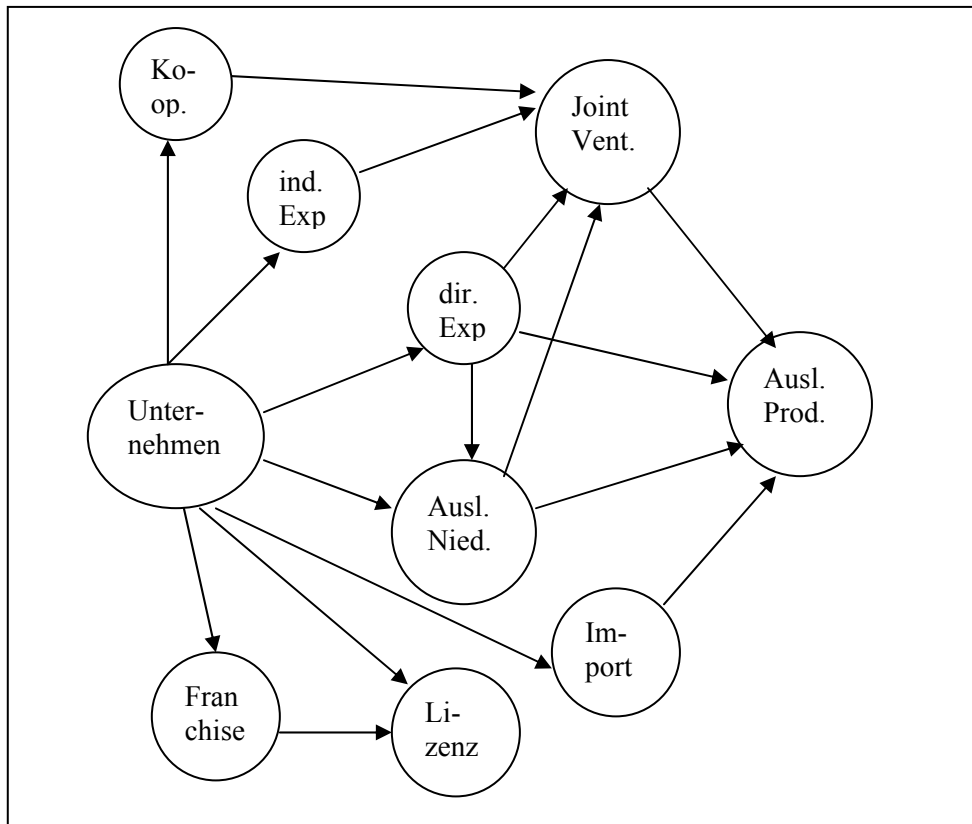 Ko-
op.
Joint
Vent.
ind.
Exp
dir.
Exp
Ausl.
Prod.
Unter-
nehmen
Ausl.
Nied.
Im-
port
Fran
chise
Li-
zenz